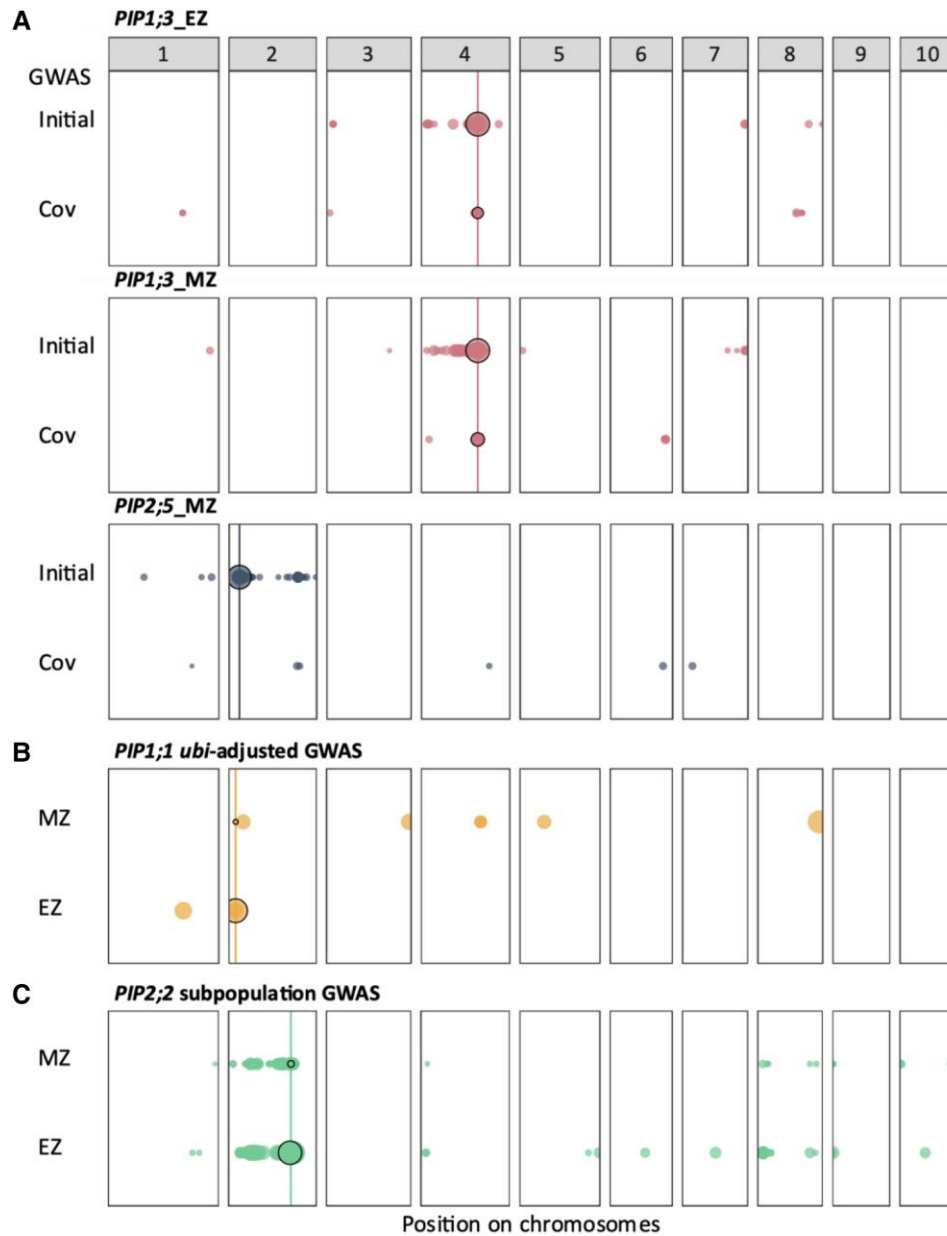 A
PIP1;3_EZ
1 2 3 4 5 6 7 8 9 10
GWAS
Initial
Cov
PIP1;3_MZ
Initial
Cov
PIP2;5_MZ
Initial
Cov
B
PIP1;1 ubi-adjusted GWAS
MZ
EZ
C
PIP2;2 subpopulation GWAS
MZ
EZ
Position on chromosomes